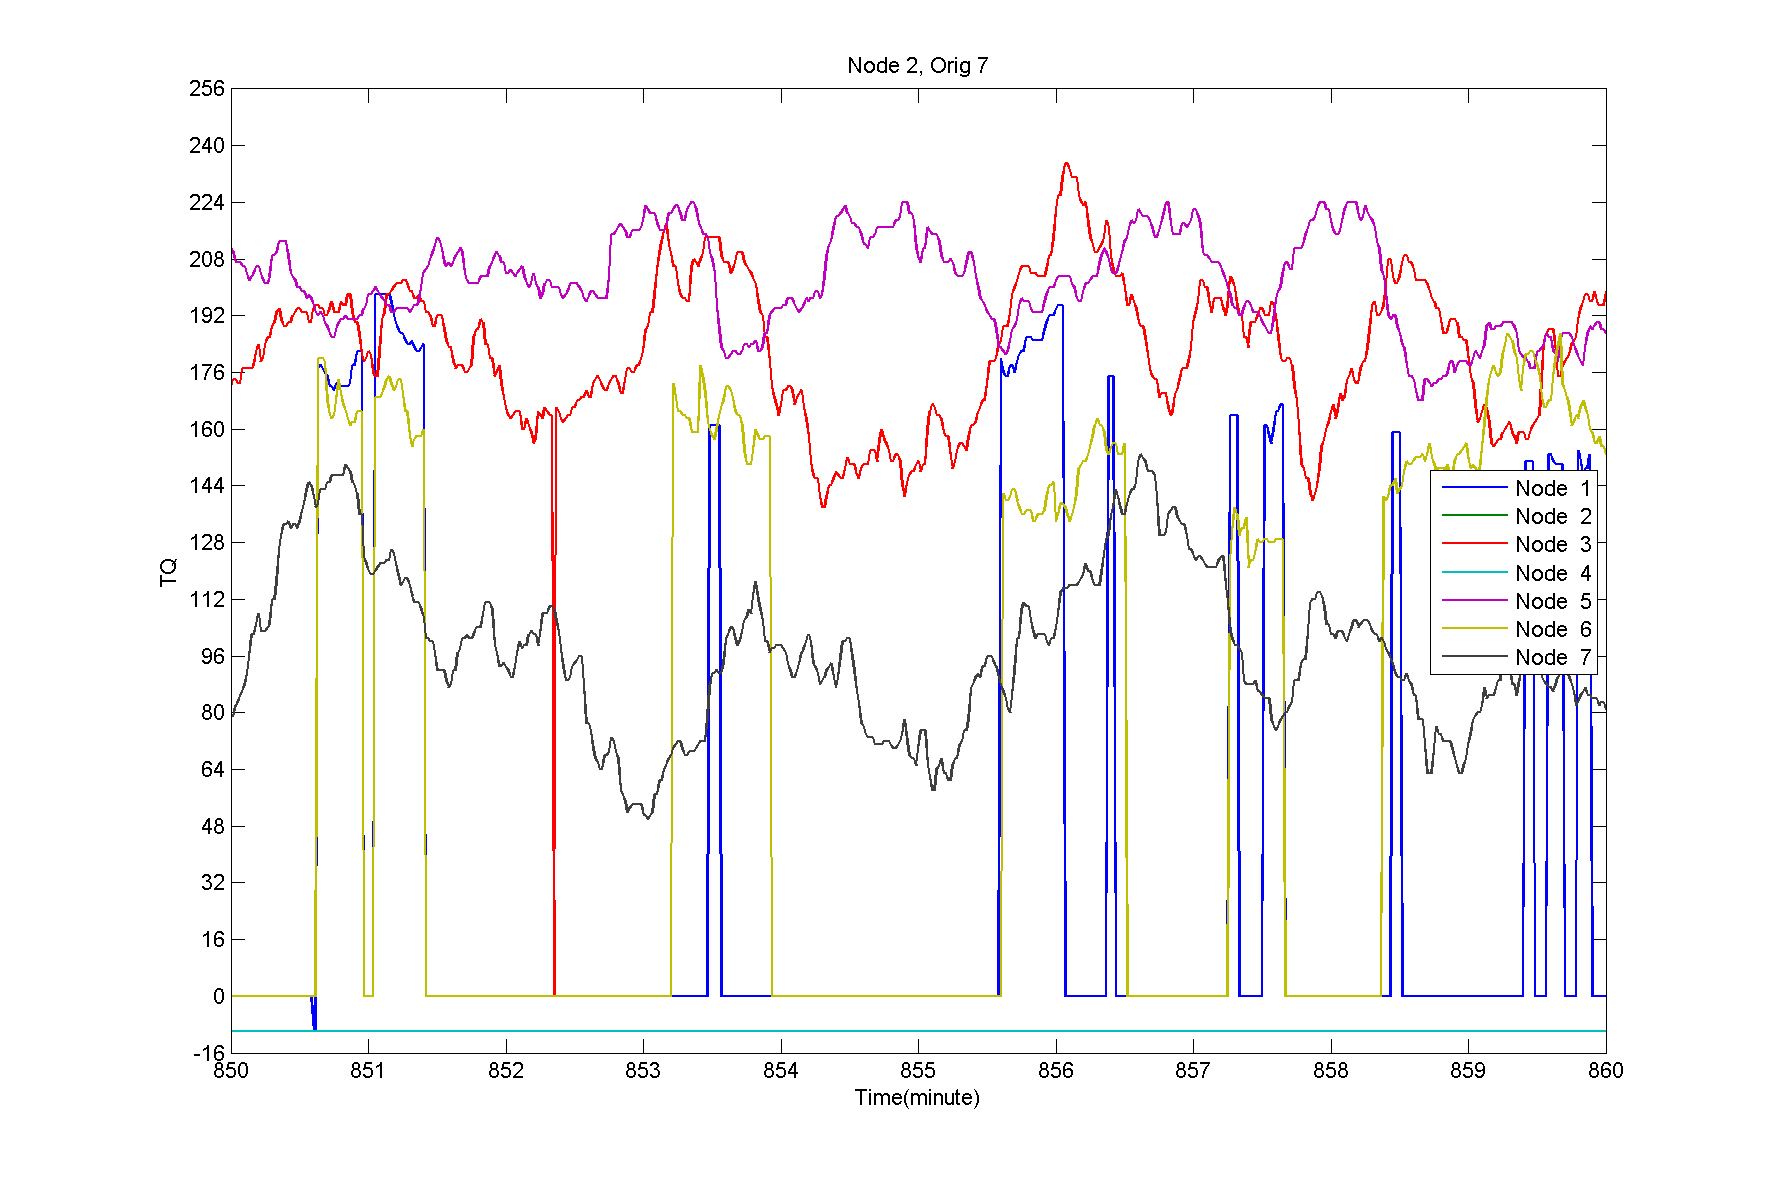 Node 2, Orig 7
256
240
224
208
192
176
160
144
128
112
96
80
64
48
32
16
0
-16
TQ
Node 1
Node 2
Node 3
Node 4
Node 5
Node 6
Node 7
850 851 852 853 854 855 856 857 858 859 860
Time(minute)